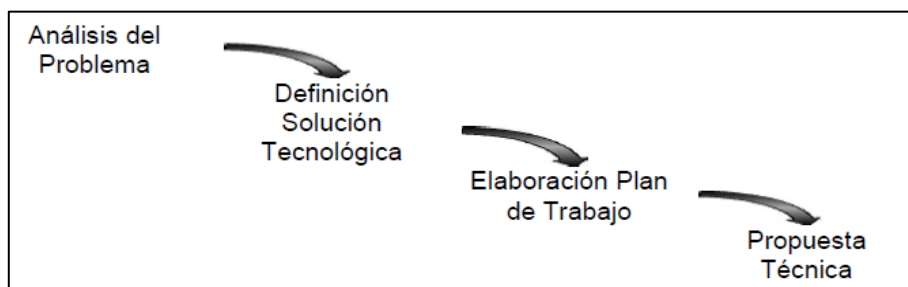 Análisis del
Problema
Definición
Solución
Tecnológica
Elaboración Plan
de Trabajo
Propuesta
Técnica